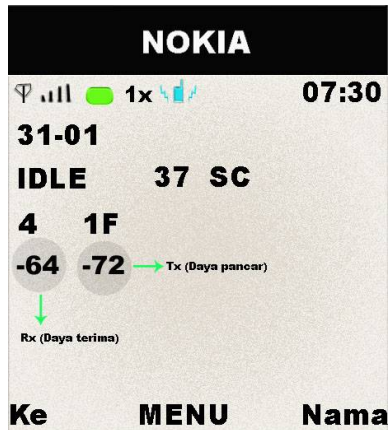 NOKIA
1x 07:30
31-01
IDLE 37 SC
4 1F
-64 -72 Tx (Daya pancar)
Rx (Daya terima)
Ke MENU Nama